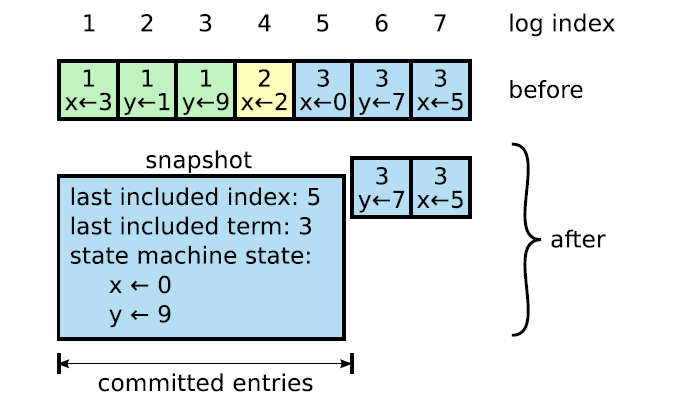 1 2 3 4 5 6 7 log index
1 1 1 2 3 3 3
x←3 y←1 y←9 x←2 x←0 y←7 x←5
before
snapshot
last included index: 5
last included term: 3
state machine state:
x ← 0
y ← 9
3 3
y←7 x←5
after
committed entries